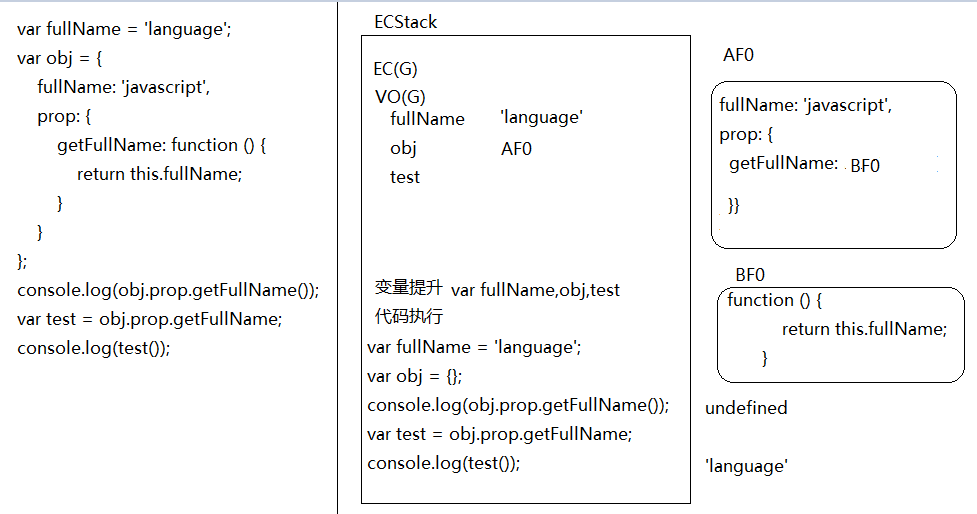 var fullName = 'language';
var obj = {
fullName: 'javascript',
prop: {
getFullName: function () {
return this.fullName;
}
}
};
console.log(obj.prop.getFullName());
var test = obj.prop.getFullName;
console.log(test());
ECStack
EC(G)
VO(G)
fullName 'language'
obj AF0
test
变量提升 var fullName,obj,test
代码执行
var fullName = 'language';
var obj = {};
console.log(obj.prop.getFullName());
var test = obj.prop.getFullName;
console.log(test());
AF0
fullName: 'javascript',
prop: {
getFullName: BF0
}}
BF0
function () {
return this.fullName;
}
undefined
'language'